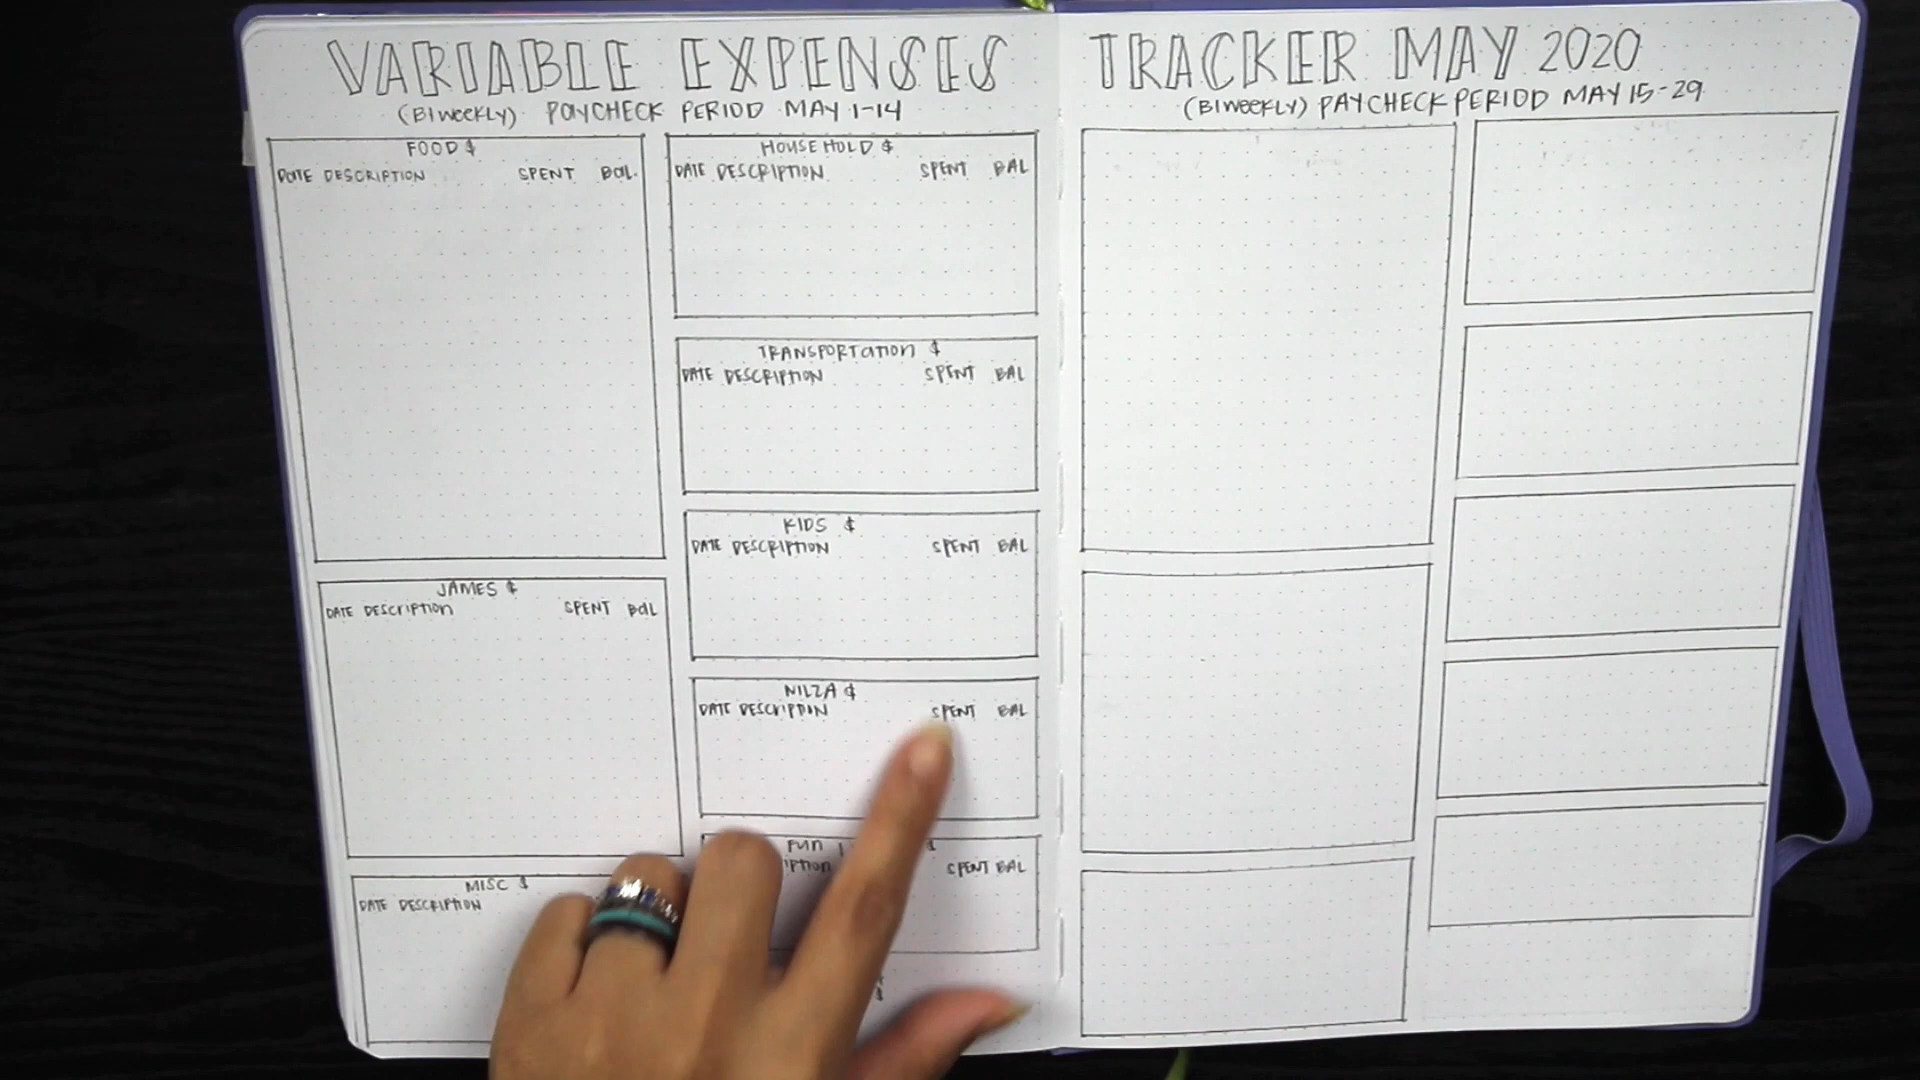 VARIABLE EXPENSES TRACKER MAY 2020
(BIWEEKLY) PAYCHECK PERIOD MAY 1-14
(BIWEEKLY) PAYCHECK PERIOD MAY 15-29
FOOD $
DATE DESCRIPTION SPENT BAL.
JAMES $
DATE DESCRIPTION SPENT BAL
MISC $
DATE DESCRIPTION
HOUSEHOLD $
DATE DESCRIPTION SPENT BAL
TRANSPORTATION $
DATE DESCRIPTION SPENT BAL
KIDS $
DATE DESCRIPTION SPENT BAL
NILZA $
DATE DESCRIPTION SPENT BAL
FUN $
SPENT BAL
$